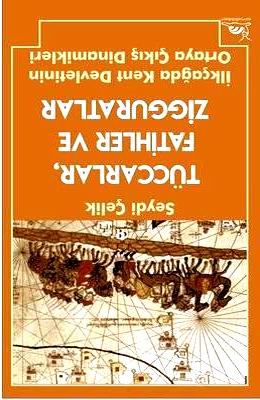 Seydi Çelik
TÜCCARLAR,
FATİHLER VE
ZİGGURATLAR
İlkçağda Kent Devletinin
Ortaya Çıkış Dinamikleri